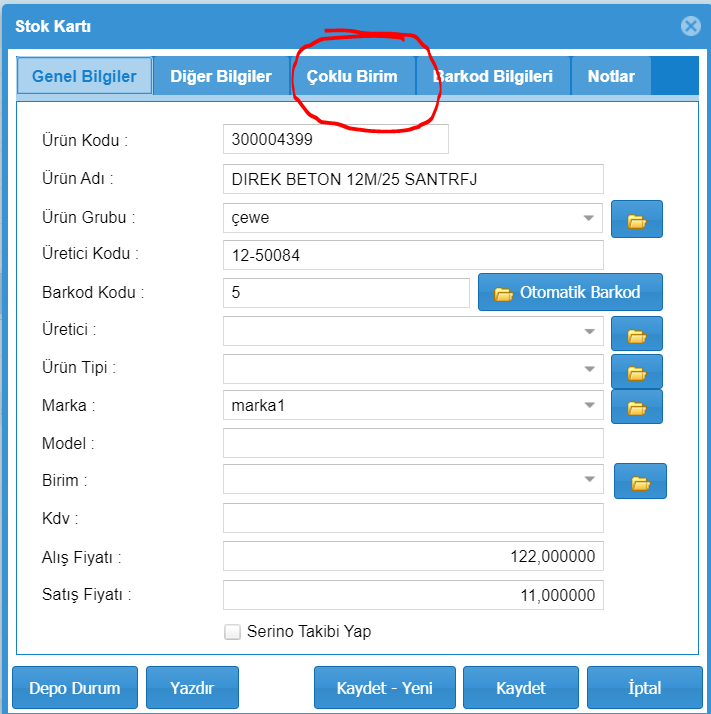 Stok Kartı
Genel Bilgiler Diğer Bilgiler Çoklu Birim Barkod Bilgileri Notlar
Ürün Kodu : 300004399
Ürün Adı : DIREK BETON 12M/25 SANTRFJ
Ürün Grubu : çewe
Üretici Kodu : 12-50084
Barkod Kodu : 5 Otomatik Barkod
Üretici :
Ürün Tipi :
Marka : marka1
Model :
Birim :
Kdv :
Alış Fiyatı : 122,000000
Satış Fiyatı : 11,000000
Serino Takibi Yap
Depo Durum Yazdır Kaydet - Yeni Kaydet İptal